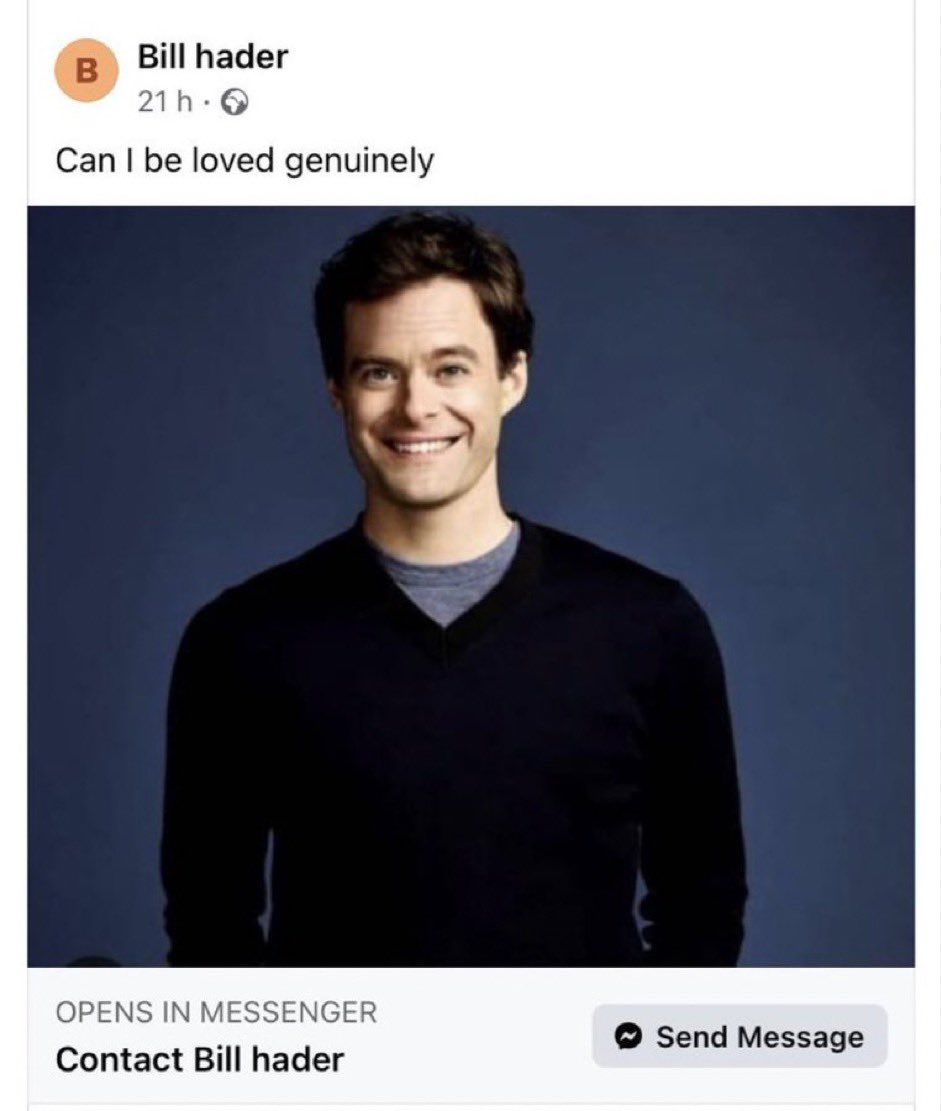 B
Bill hader
21 h ·
Can I be loved genuinely
OPENS IN MESSENGER
Contact Bill hader
Send Message